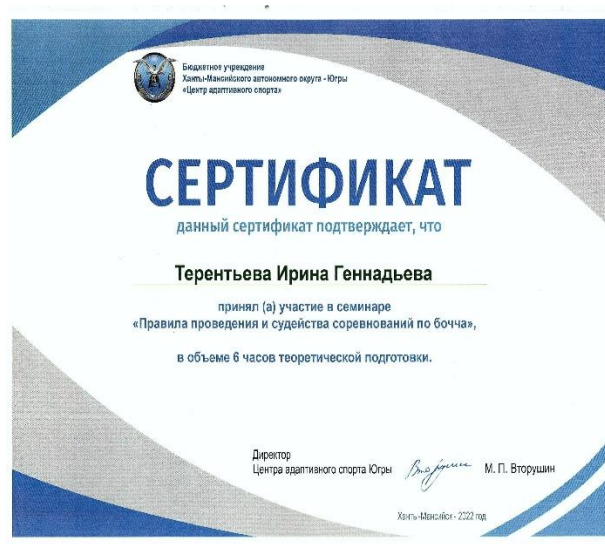 Бюджетное учреждение
Ханты-Мансийского автономного округа - Югры
«Центр адаптивного спорта»
СЕРТИФИКАТ
данный сертификат подтверждает, что
Терентьева Ирина Геннадьева
принял (а) участие в семинаре
«Правила проведения и судейства соревнований по бочча»,
в объеме 6 часов теоретической подготовки.
Директор
Центра адаптивного спорта Югры
М. П. Вторушин
Ханты-Мансийск - 2022 год